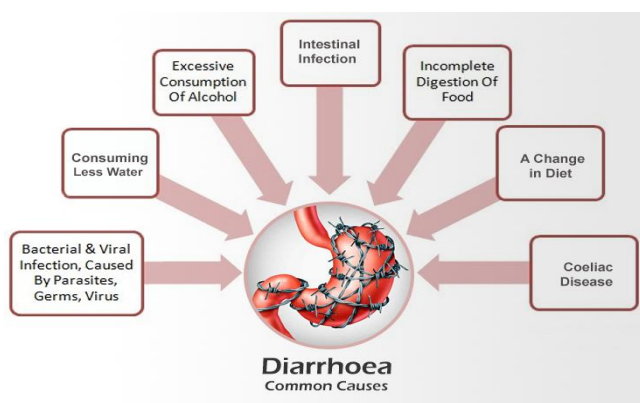 Bacterial & Viral
Infection, Caused
By Parasites,
Germs, Virus
Consuming
Less Water
Excessive
Consumption
Of Alcohol
Intestinal
Infection
Incomplete
Digestion Of
Food
A Change
in Diet
Coeliac
Disease
Diarrhoea
Common Causes